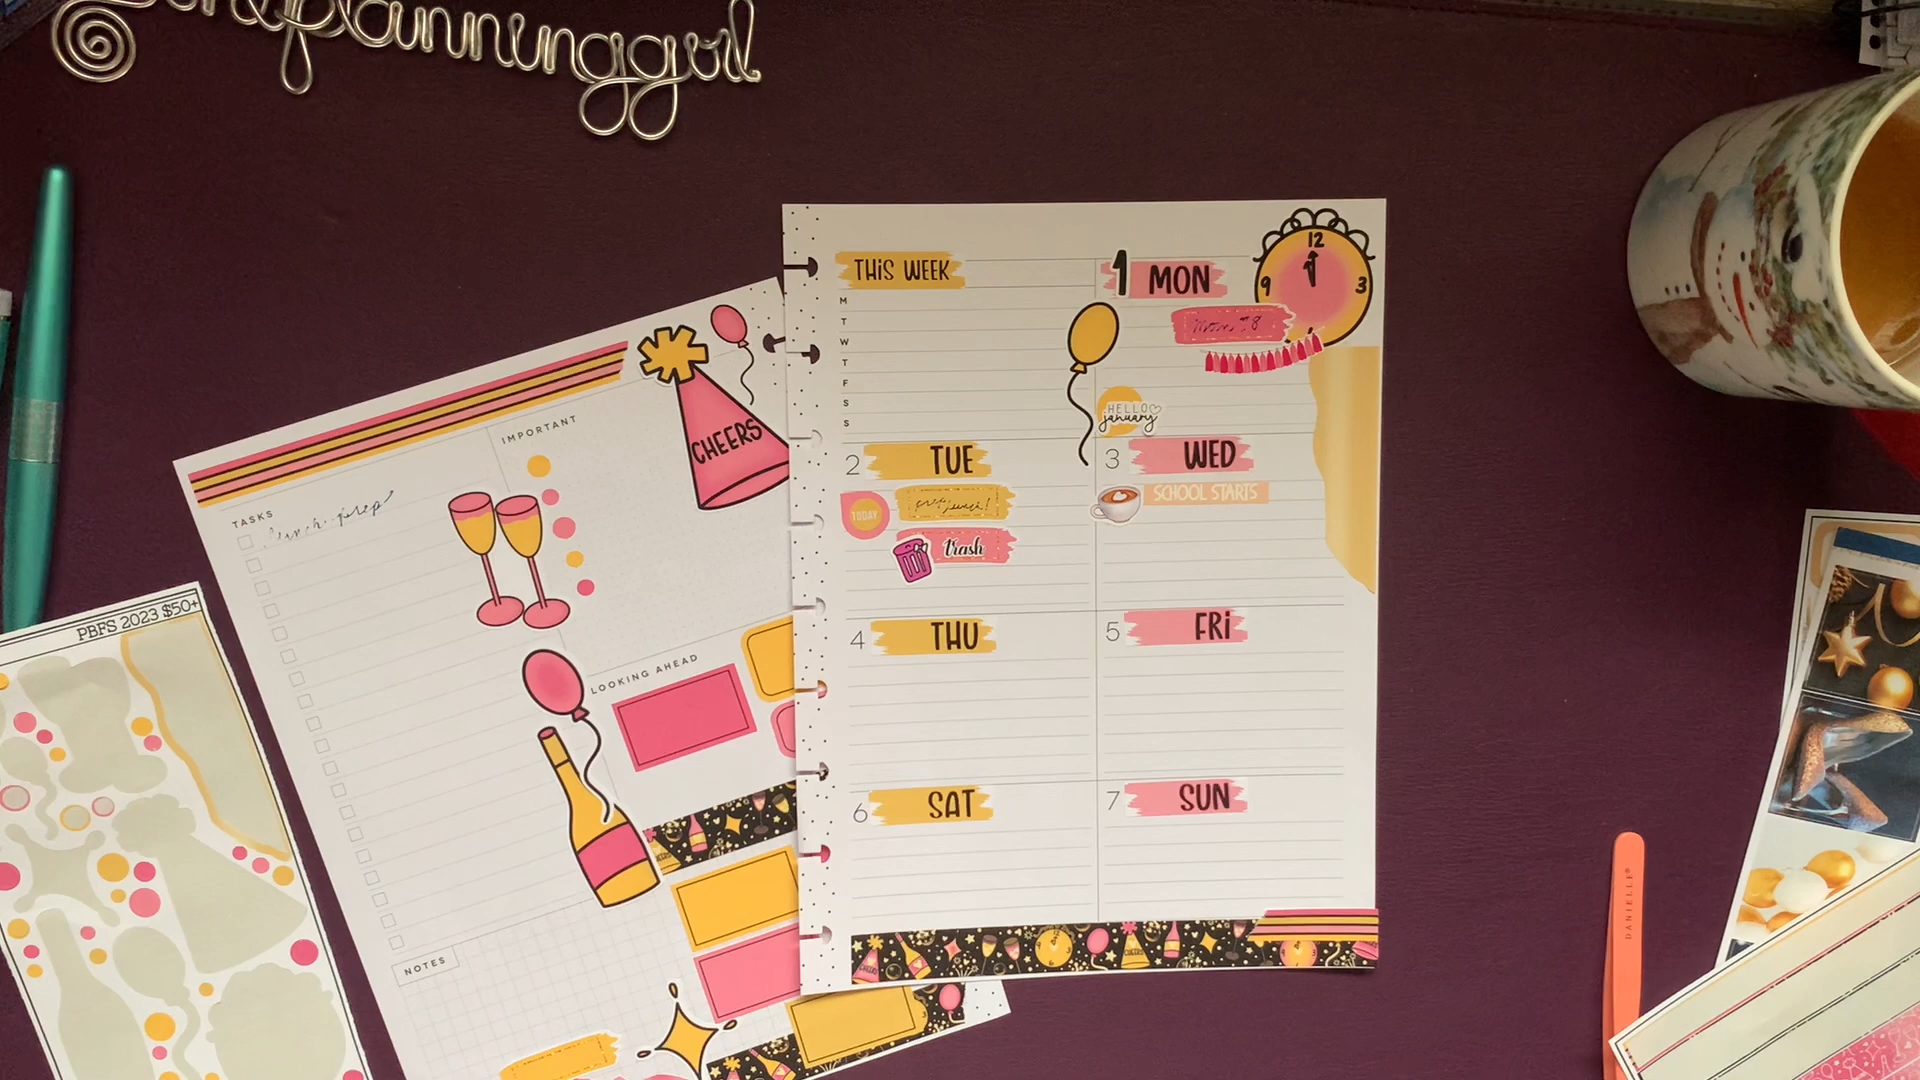 planninggirl
THIS WEEK
M
T
W
T
F
S
S
1 MON
12
9
3
HELLO
january
2 TUE
TODAY
trash
3 WED
SCHOOL STARTS
4 THU
5 FRI
6 SAT
7 SUN
CHEERS
IMPORTANT
TASKS
lunch prep
LOOKING AHEAD
NOTES
PBFS 2023 $50+
DANIELLE®